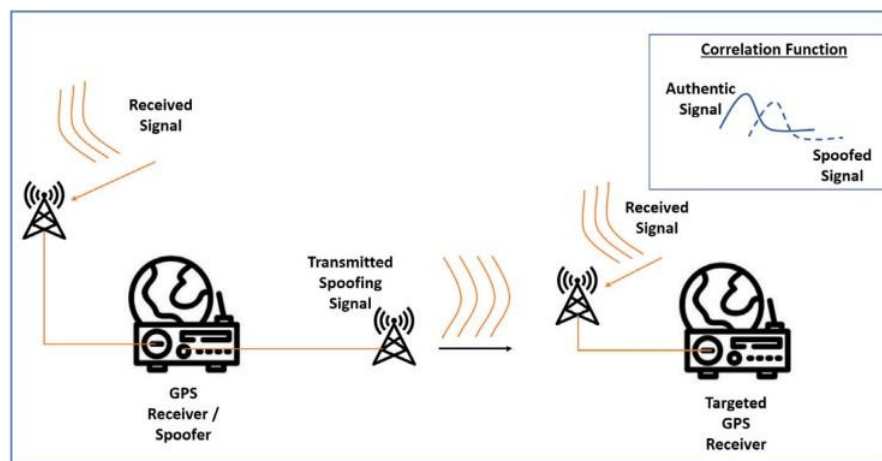 Correlation Function
Authentic
Signal
Spoofed
Signal
Received
Signal
Received
Signal
Transmitted
Spoofing
Signal
GPS
Receiver /
Spoofer
Targeted
GPS
Receiver